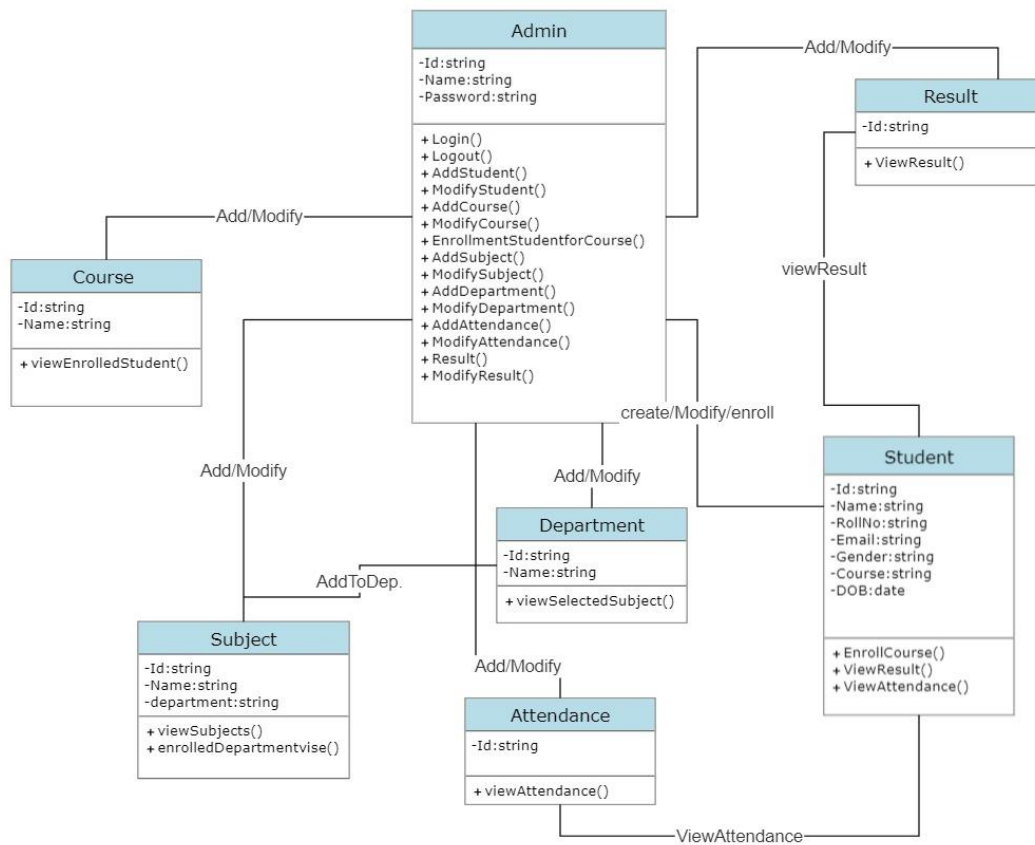 Admin
-Id:string
-Name:string
-Password:string
+Login()
+Logout()
+AddStudent()
+ModifyStudent()
+AddCourse()
+ModifyCourse()
+EnrollmentStudentforCourse()
+AddSubject()
+ModifySubject()
+AddDepartment()
+ModifyDepartment()
+AddAttendance()
+ModifyAttendance()
+Result()
+ModifyResult()
Add/Modify
Result
-Id:string
+ViewResult()
Add/Modify
Course
-Id:string
-Name:string
+viewEnrolledStudent()
viewResult
create/Modify/enroll
Add/Modify
Add/Modify
Student
-Id:string
-Name:string
-RollNo:string
-Email:string
-Gender:string
-Course:string
-DOB:date
+EnrollCourse()
+ViewResult()
+ViewAttendance()
Department
-Id:string
-Name:string
+viewSelectedSubject()
AddToDep.
Subject
-Id:string
-Name:string
-department:string
+viewSubjects()
+enrolledDepartmentvise()
Add/Modify
Attendance
-Id:string
+viewAttendance()
ViewAttendance